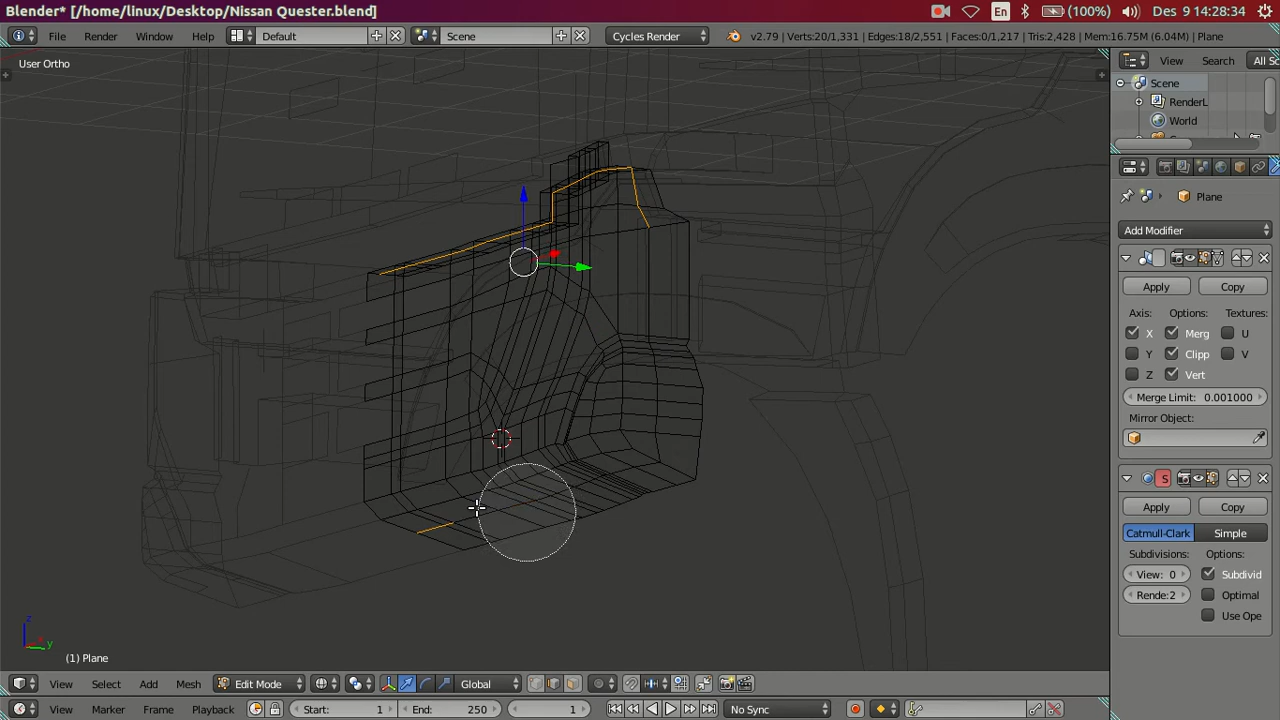 Blender* [/home/linux/Desktop/Nissan Quester.blend]
En
(100%)
Des 9 14:28:34
File
Render
Window
Help
Default
Scene
Cycles Render
v2.79 | Verts:20/1,331 | Edges:18/2,551 | Faces:0/1,217 | Tris:2,428 | Mem:16.75M (6.04M) | Plane
User Ortho
View
Search
All Sc
Scene
RenderL
World
Plane
Add Modifier
Apply
Copy
Axis:
Options:
Textures:
X
Merg
U
Y
Clipp
V
Z
Vert
Merge Limit: 0.001000
Mirror Object:
S
Apply
Copy
Catmull-Clark
Simple
Subdivisions:
Options:
View: 0
Subdivid
Rende:2
Optimal
Use Ope
z
y
(1) Plane
View
Select
Add
Mesh
Edit Mode
Global
View
Marker
Frame
Playback
Start: 1
End: 250
1
No Sync